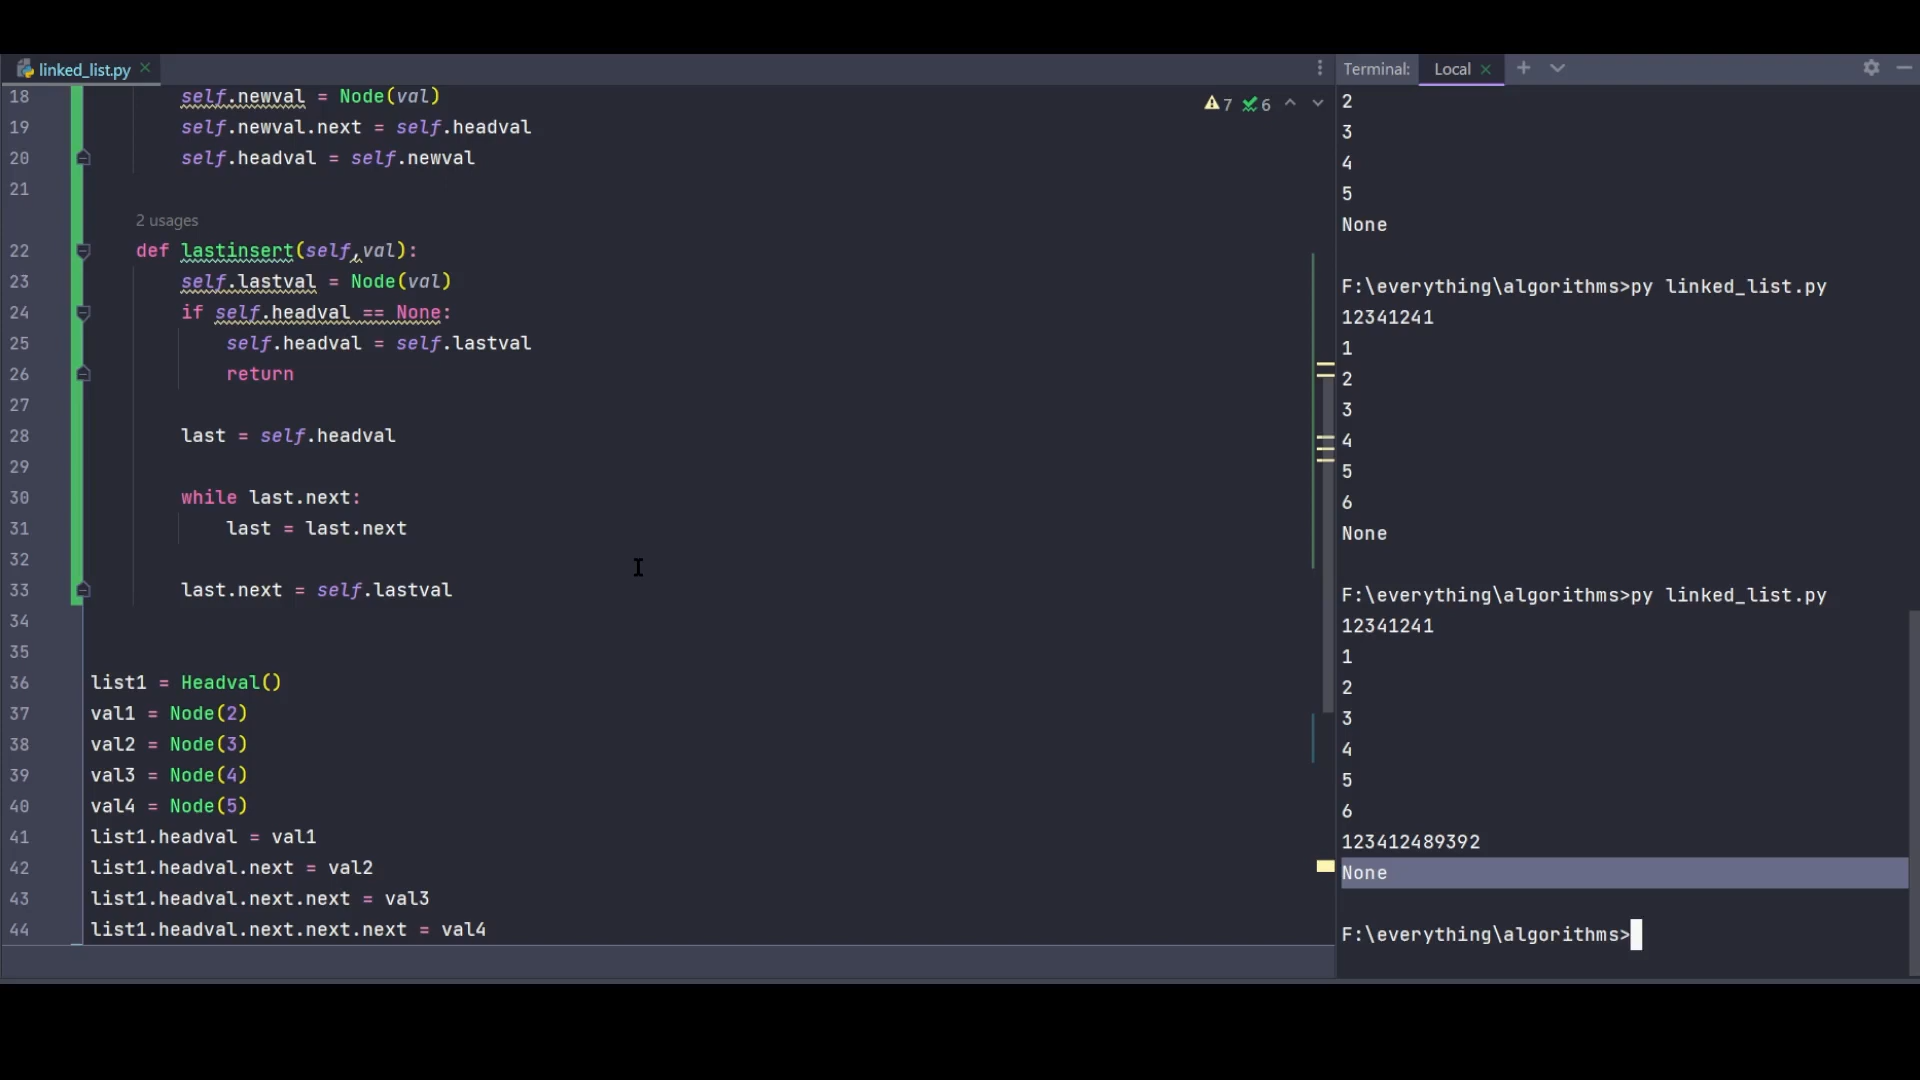 linked_list.py
18 self.newval = Node(val)
19 self.newval.next = self.headval
20 self.headval = self.newval
21
2 usages
22 def lastinsert(self,val):
23 self.lastval = Node(val)
24 if self.headval == None:
25 self.headval = self.lastval
26 return
27
28 last = self.headval
29
30 while last.next:
31 last = last.next
32
33 last.next = self.lastval
34
35
36 list1 = Headval()
37 val1 = Node(2)
38 val2 = Node(3)
39 val3 = Node(4)
40 val4 = Node(5)
41 list1.headval = val1
42 list1.headval.next = val2
43 list1.headval.next.next = val3
44 list1.headval.next.next.next = val4
7 6
Terminal: Local
2
3
4
5
None
F:\everything\algorithms>py linked_list.py
12341241
1
2
3
4
5
6
None
F:\everything\algorithms>py linked_list.py
12341241
1
2
3
4
5
6
123412489392
None
F:\everything\algorithms>